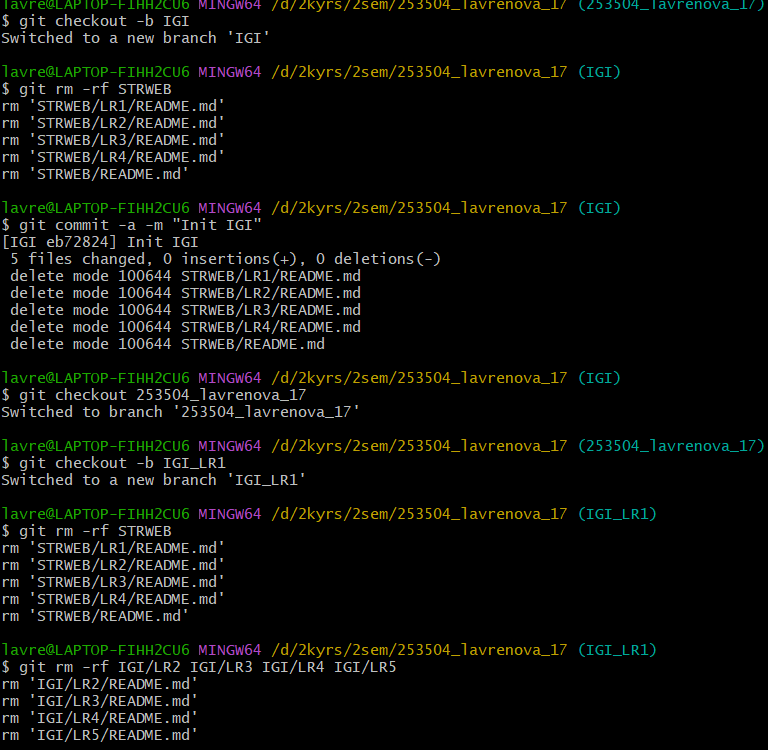 lavre@LAPTOP-FIHH2CU6 MINGW64 /d/2kyrs/2sem/253504_lavrenova_17 (253504_lavrenova_17)
$ git checkout -b IGI
Switched to a new branch 'IGI'
lavre@LAPTOP-FIHH2CU6 MINGW64 /d/2kyrs/2sem/253504_lavrenova_17 (IGI)
$ git rm -rf STRWEB
rm 'STRWEB/LR1/README.md'
rm 'STRWEB/LR2/README.md'
rm 'STRWEB/LR3/README.md'
rm 'STRWEB/LR4/README.md'
rm 'STRWEB/README.md'
lavre@LAPTOP-FIHH2CU6 MINGW64 /d/2kyrs/2sem/253504_lavrenova_17 (IGI)
$ git commit -a -m "Init IGI"
[IGI eb72824] Init IGI
5 files changed, 0 insertions(+), 0 deletions(-)
delete mode 100644 STRWEB/LR1/README.md
delete mode 100644 STRWEB/LR2/README.md
delete mode 100644 STRWEB/LR3/README.md
delete mode 100644 STRWEB/LR4/README.md
delete mode 100644 STRWEB/README.md
lavre@LAPTOP-FIHH2CU6 MINGW64 /d/2kyrs/2sem/253504_lavrenova_17 (IGI)
$ git checkout 253504_lavrenova_17
Switched to branch '253504_lavrenova_17'
lavre@LAPTOP-FIHH2CU6 MINGW64 /d/2kyrs/2sem/253504_lavrenova_17 (253504_lavrenova_17)
$ git checkout -b IGI_LR1
Switched to a new branch 'IGI_LR1'
lavre@LAPTOP-FIHH2CU6 MINGW64 /d/2kyrs/2sem/253504_lavrenova_17 (IGI_LR1)
$ git rm -rf STRWEB
rm 'STRWEB/LR1/README.md'
rm 'STRWEB/LR2/README.md'
rm 'STRWEB/LR3/README.md'
rm 'STRWEB/LR4/README.md'
rm 'STRWEB/README.md'
lavre@LAPTOP-FIHH2CU6 MINGW64 /d/2kyrs/2sem/253504_lavrenova_17 (IGI_LR1)
$ git rm -rf IGI/LR2 IGI/LR3 IGI/LR4 IGI/LR5
rm 'IGI/LR2/README.md'
rm 'IGI/LR3/README.md'
rm 'IGI/LR4/README.md'
rm 'IGI/LR5/README.md'